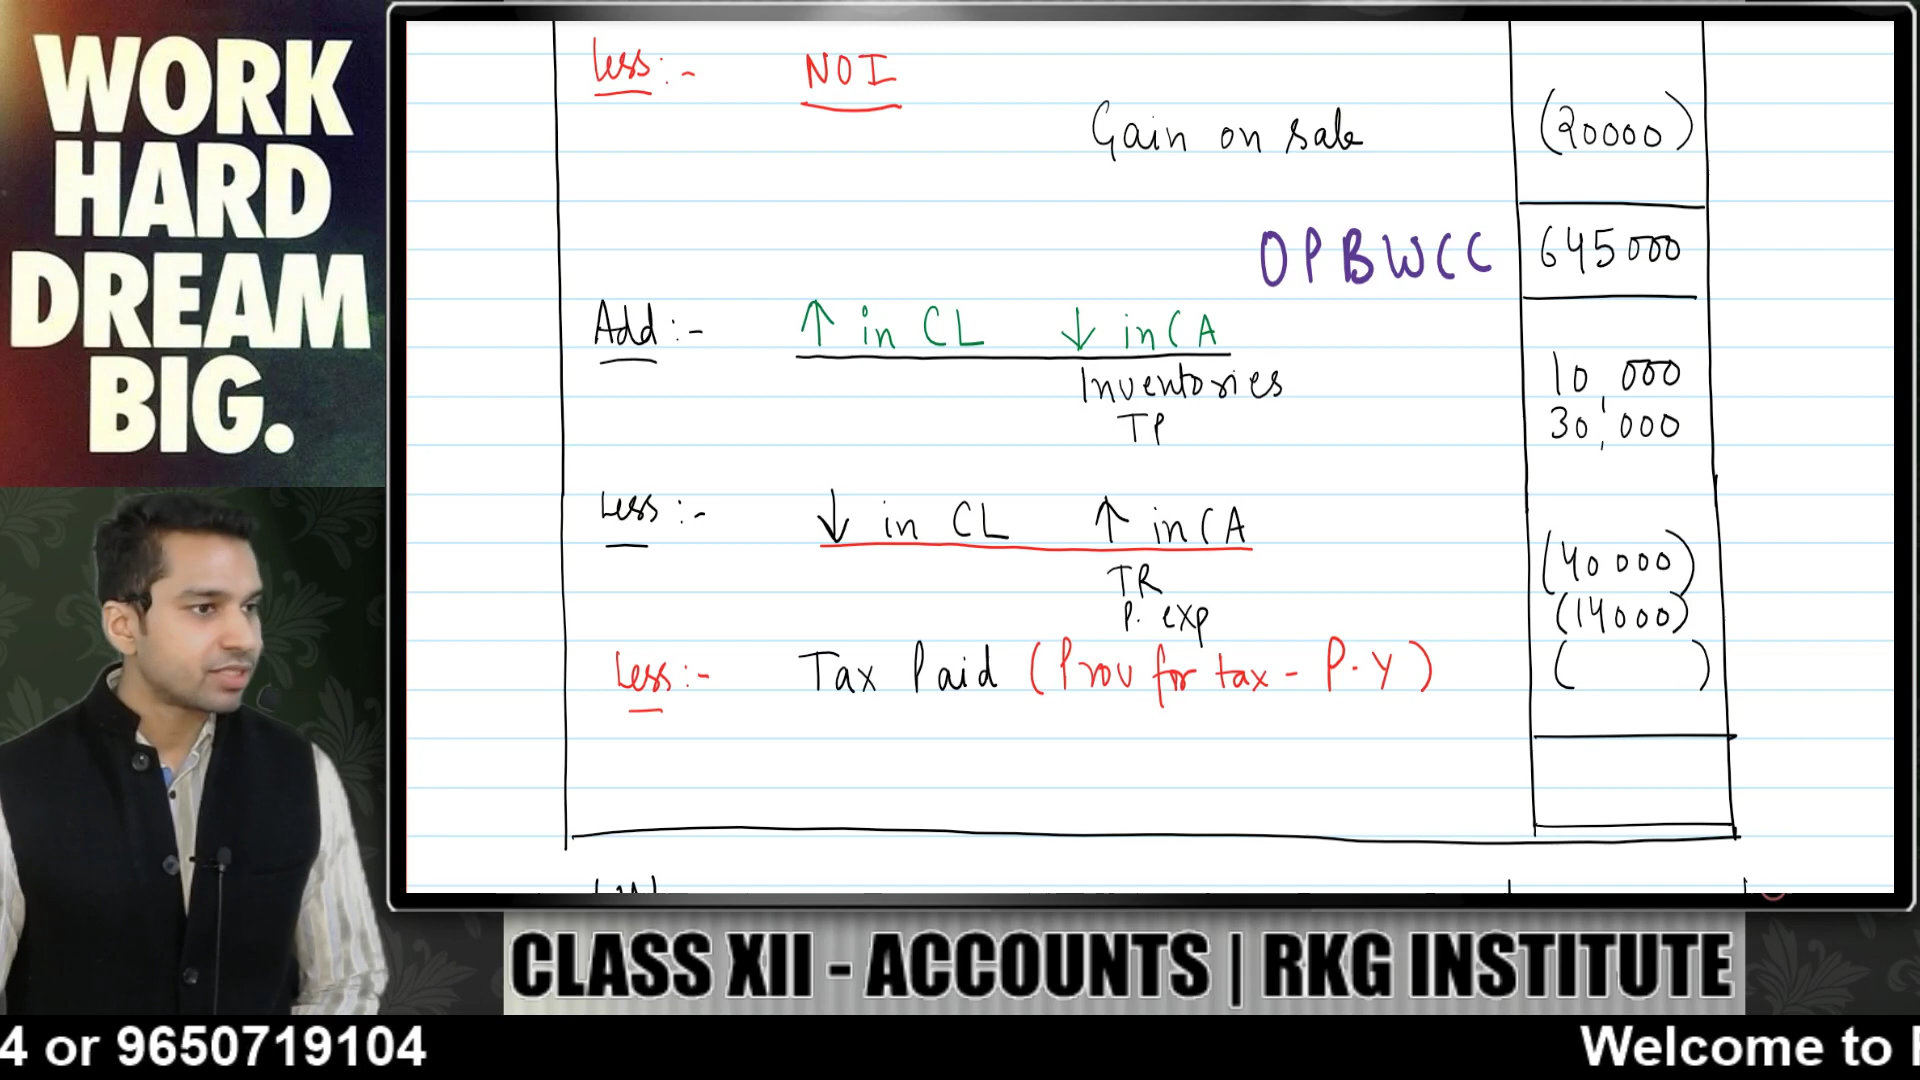 WORK
HARD
DREAM
BIG.
Less:- NOI
Gain on sale (20000)
OPBWCC 645000
Add:- ↑ in CL ↓ in CA
Inventories 10,000
TP 30,000
Less:- ↓ in CL ↑ in CA
TR (40000)
P. exp (14000)
Less:- Tax Paid (Prov for tax - P.Y) ( )
CLASS XII - ACCOUNTS | RKG INSTITUTE
4 or 9650719104 Welcome to